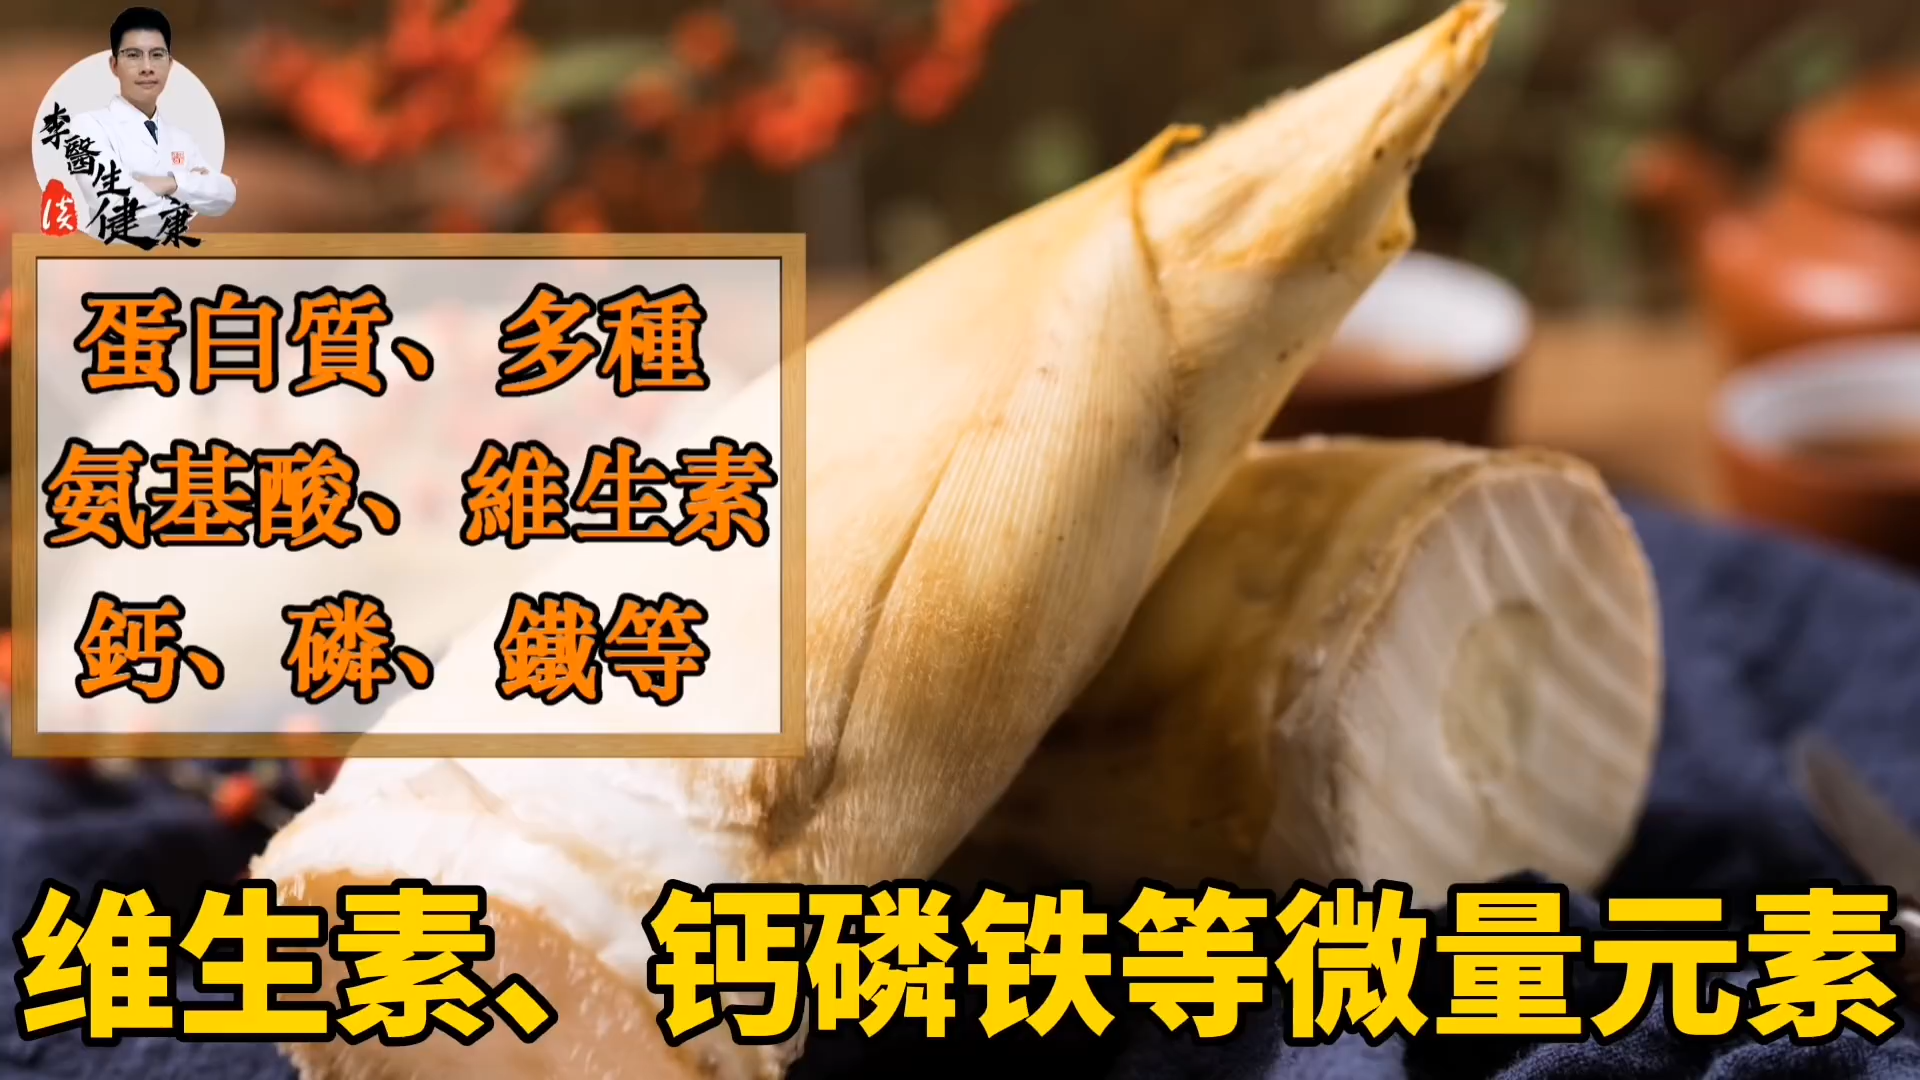 李醫生
谈健康
蛋白質、多種
氨基酸、維生素
鈣、磷、鐵等
维生素、钙磷铁等微量元素